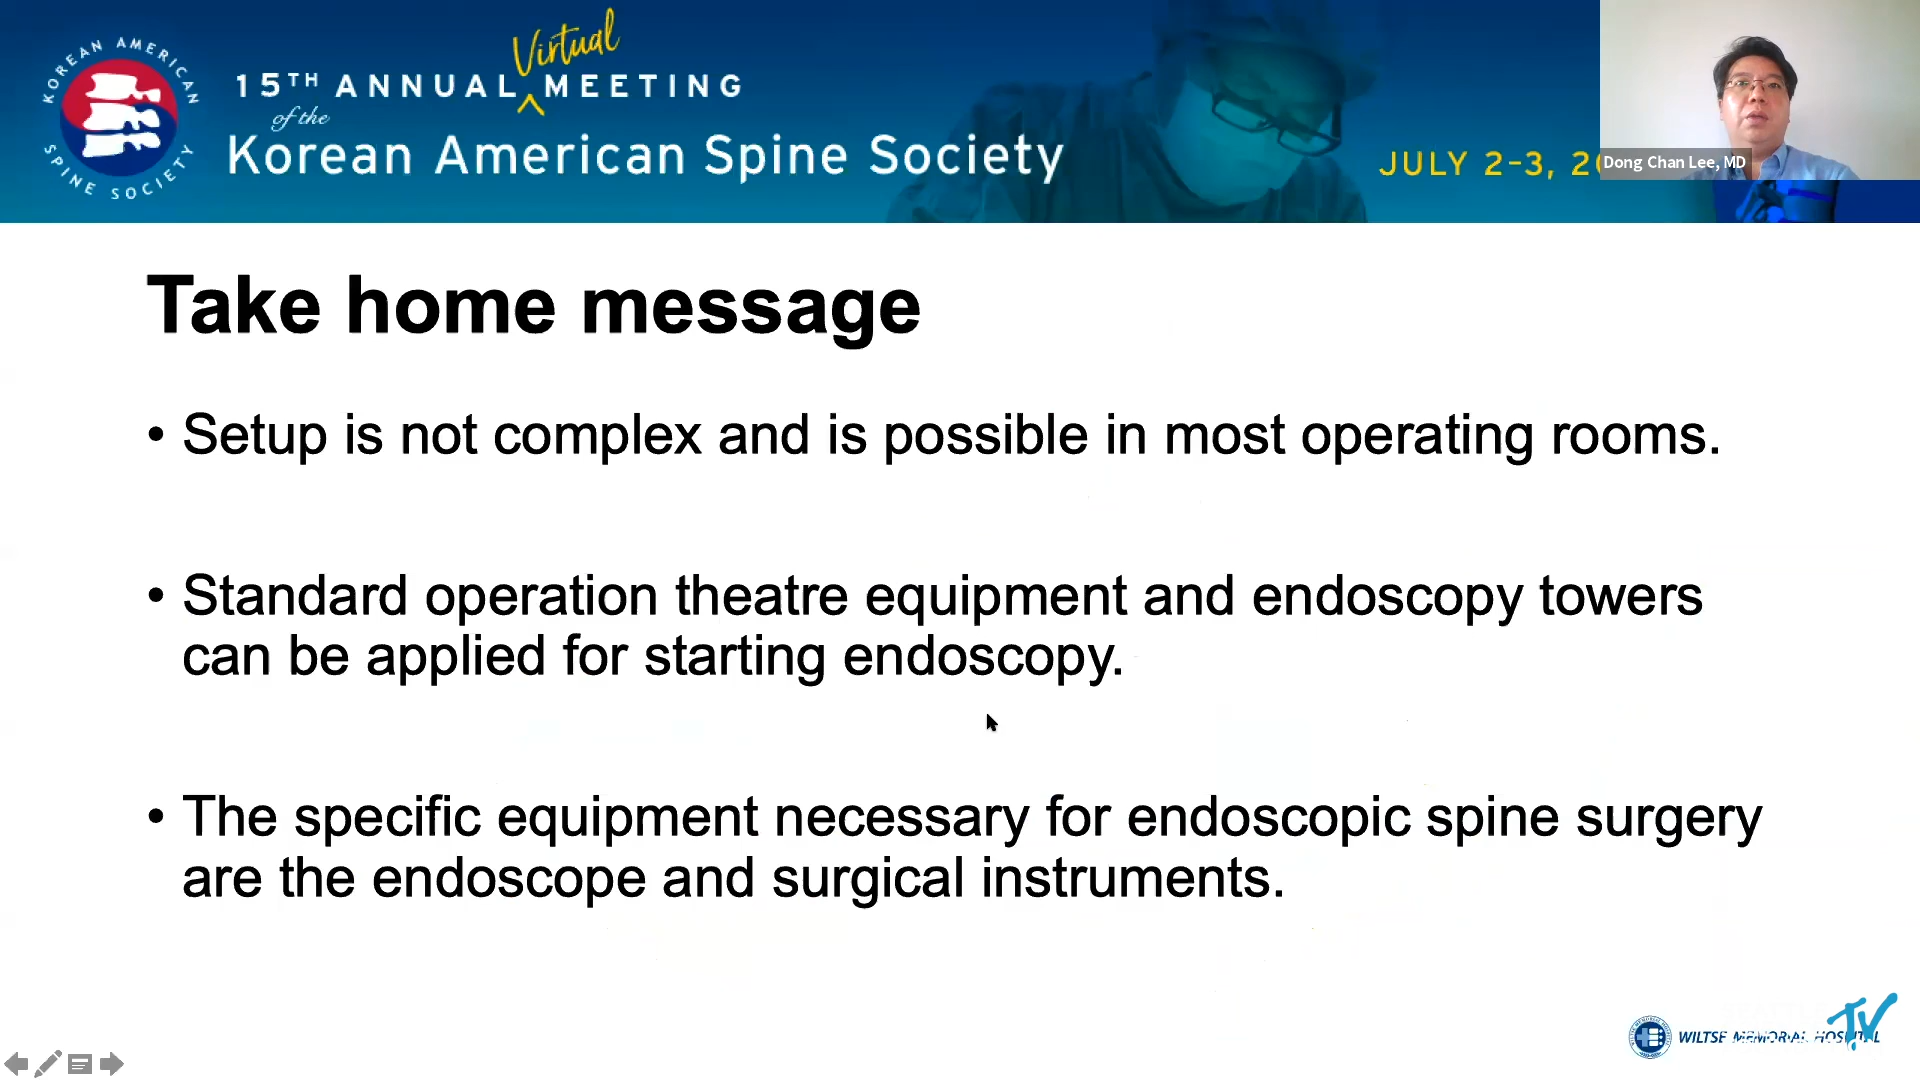 KOREAN AMERICAN
SPINE SOCIETY
15TH ANNUAL Virtual MEETING
of the
Korean American Spine Society
JULY 2-3, 2
Dong Chan Lee, MD
Take home message
• Setup is not complex and is possible in most operating rooms.
• Standard operation theatre equipment and endoscopy towers
can be applied for starting endoscopy.
• The specific equipment necessary for endoscopic spine surgery
are the endoscope and surgical instruments.
WILTSE MEMORIAL HOSPITAL
TV